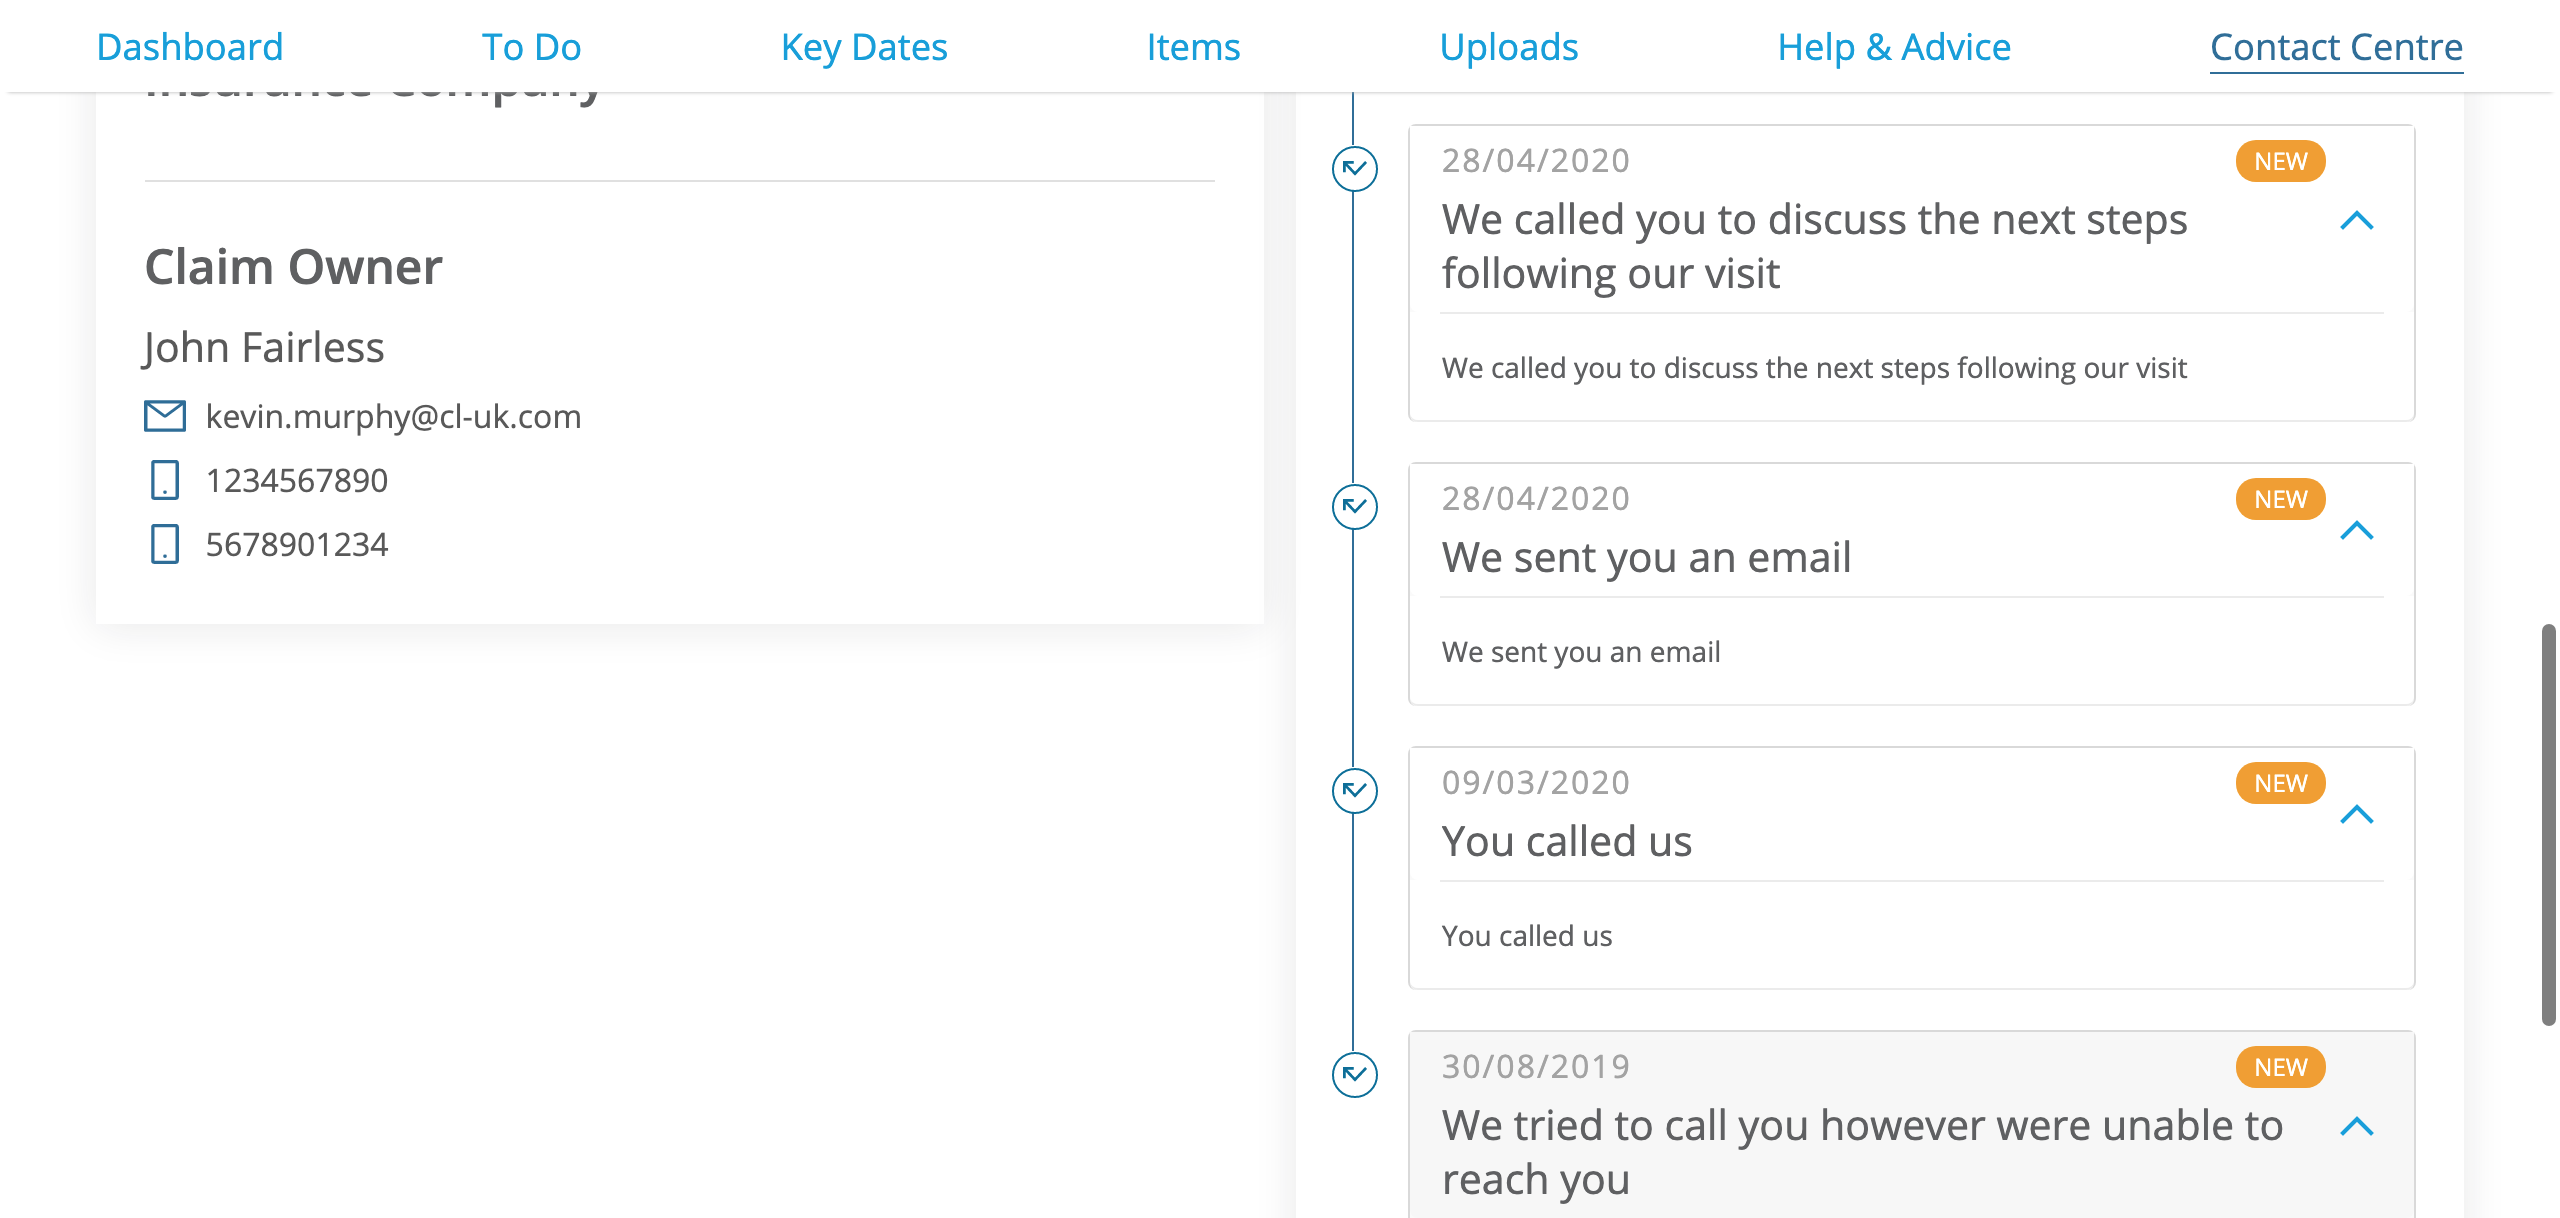 Dashboard
To Do
Key Dates
Items
Uploads
Help & Advice
Contact Centre
Insurance Company
Claim Owner
John Fairless
kevin.murphy@cl-uk.com
1234567890
5678901234
28/04/2020
NEW
We called you to discuss the next steps
following our visit
We called you to discuss the next steps following our visit
28/04/2020
NEW
We sent you an email
We sent you an email
09/03/2020
NEW
You called us
You called us
30/08/2019
NEW
We tried to call you however were unable to
reach you